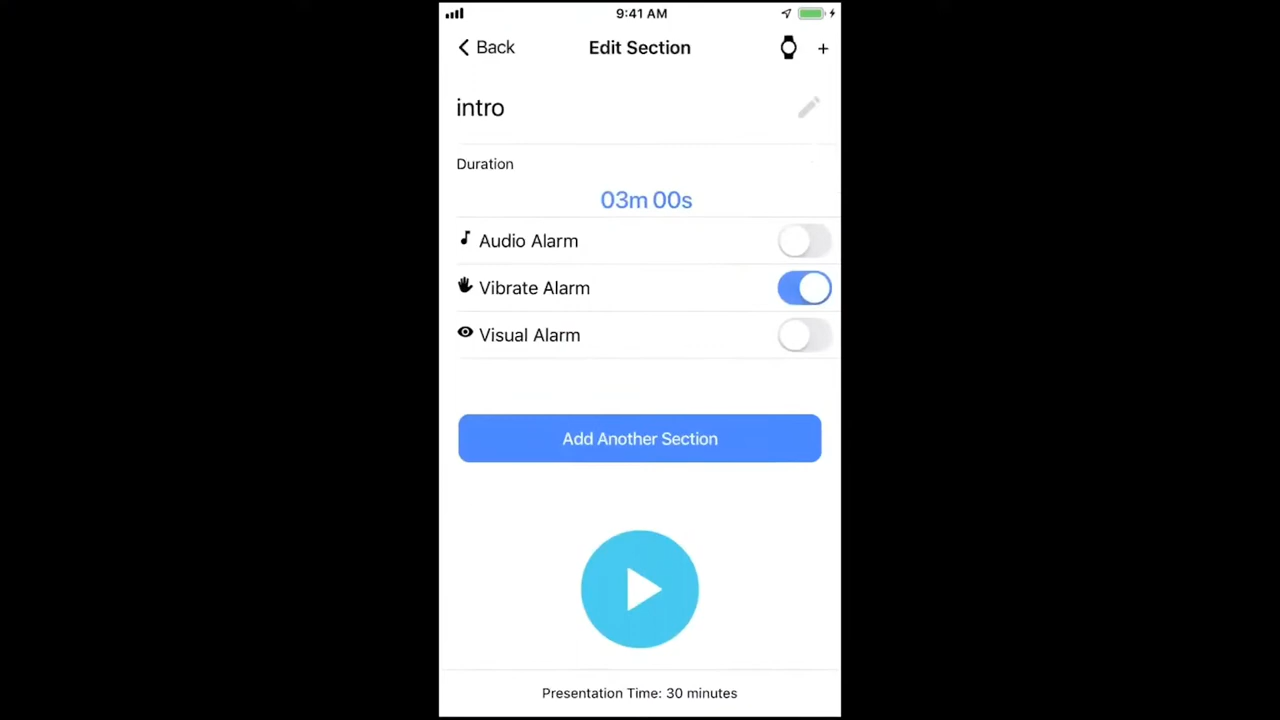 9:41 AM
Back
Edit Section
+
intro
Duration
03m 00s
Audio Alarm
Vibrate Alarm
Visual Alarm
Add Another Section
Presentation Time: 30 minutes